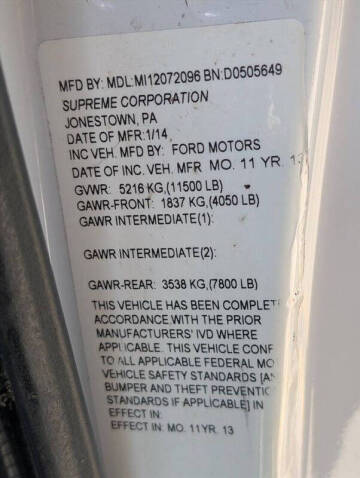 MFD BY: MDL:MI12072096 BN:D0505649
SUPREME CORPORATION
JONESTOWN, PA
DATE OF MFR:1/14
INC VEH. MFG BY: FORD MOTORS
DATE OF INC. VEH. MFR MO. 11 YR. 13
GVWR: 5216 KG,(11500 LB)
GAWR-FRONT: 1837 KG,(4050 LB)
GAWR INTERMEDIATE(1):
GAWR INTERMEDIATE(2):
GAWR-REAR: 3538 KG,(7800 LB)
THIS VEHICLE HAS BEEN COMPLET
ACCORDANCE WITH THE PRIOR
MANUFACTURERS' IVD WHERE
APPLICABLE. THIS VEHICLE CONF
TO ALL APPLICABLE FEDERAL MO
VEHICLE SAFETY STANDARDS [AN
BUMPER AND THEFT PREVENTIO
STANDARDS IF APPLICABLE] IN
EFFECT IN:
EFFECT IN: MO. 11YR. 13